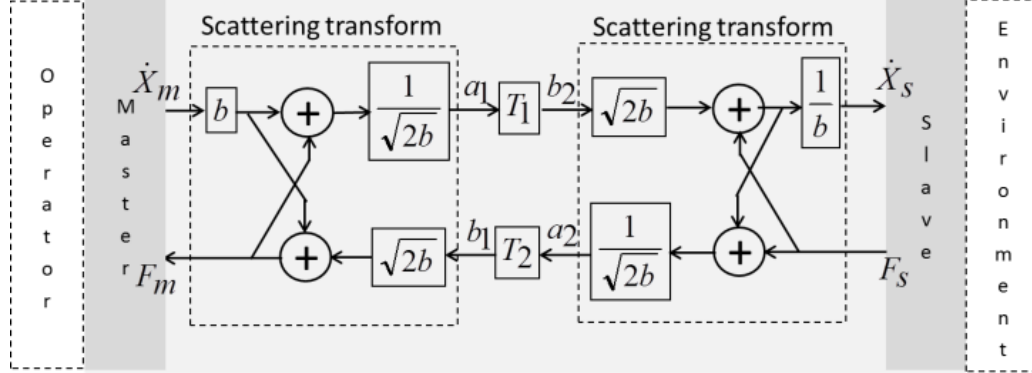 Scattering transform
Scattering transform
Operator
Master
Ẋₘ
b
+
1/√2b
a₁
T₁
b₂
√2b
+
1/b
Ẋₛ
Slave
Environment
Fₘ
+
√2b
b₁
T₂
a₂
1/√2b
+
Fₛ